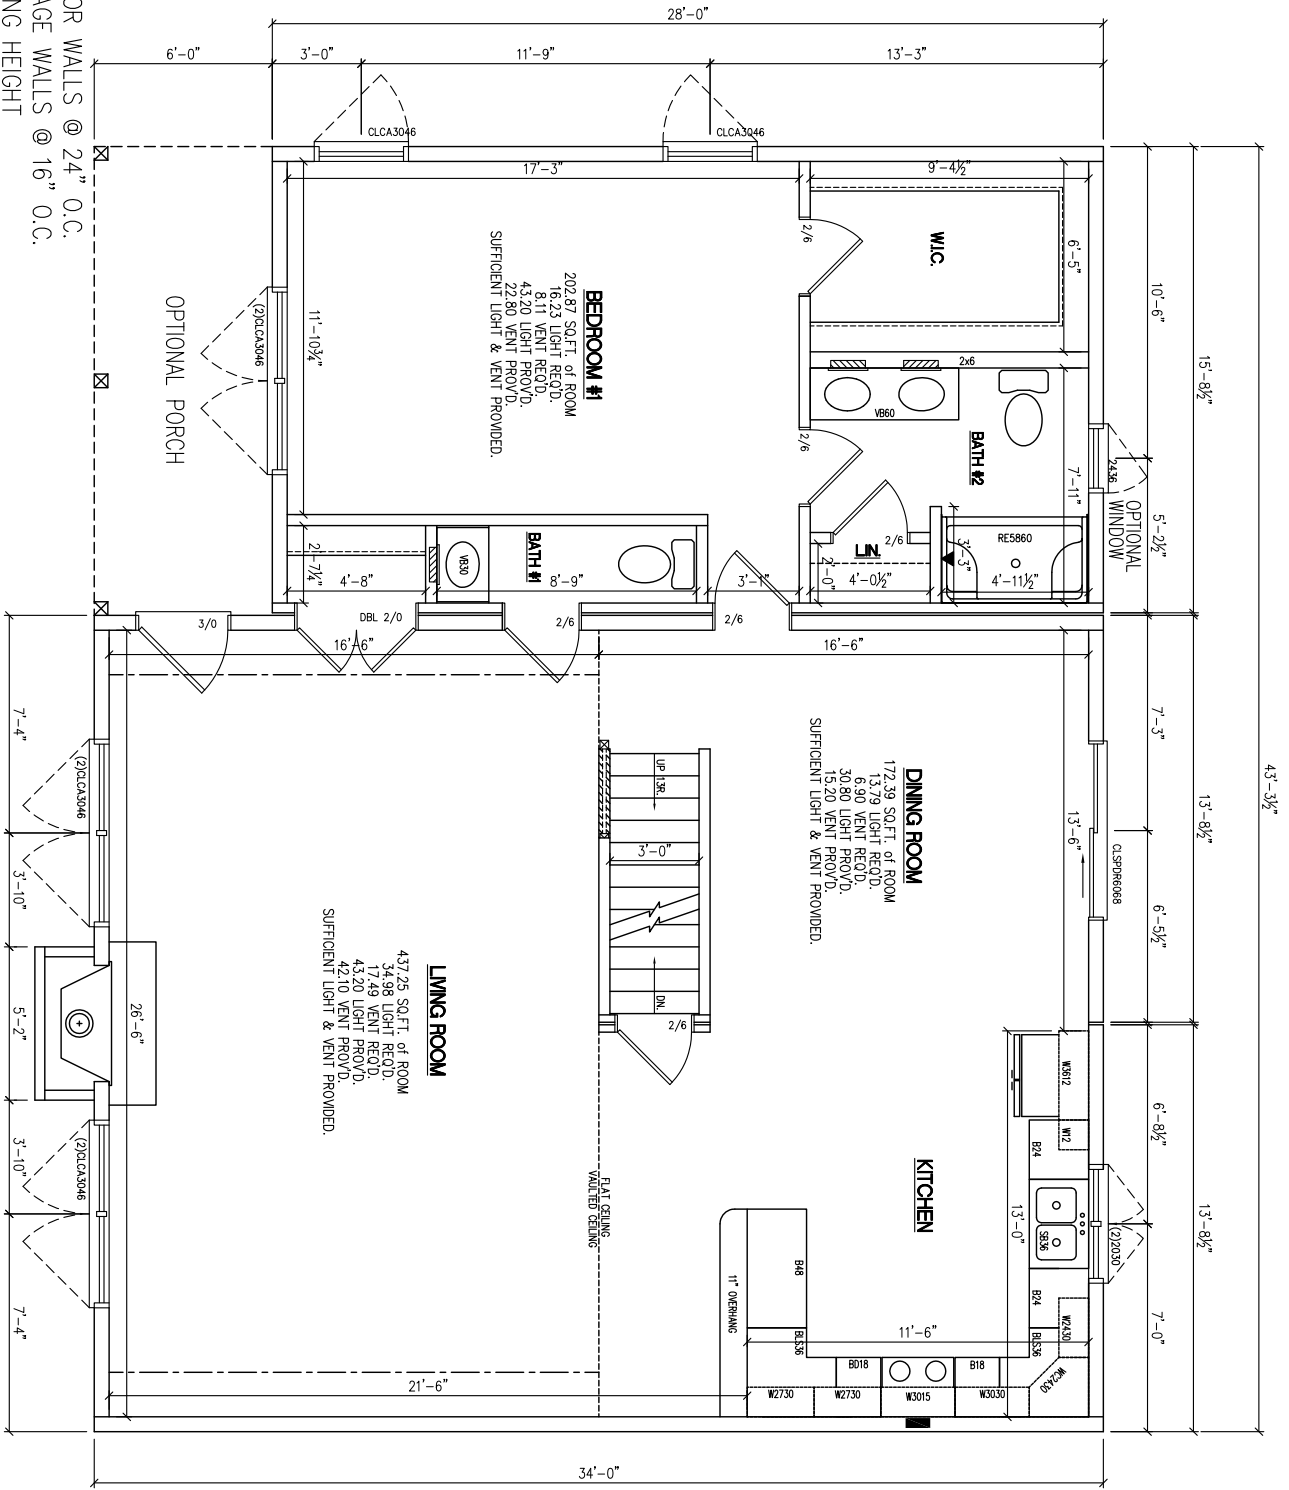 28'-0"
6'-0"
3'-0"
11'-9"
13'-3"
OR WALLS @ 24" O.C.
AGE WALLS @ 16" O.C.
NG HEIGHT
CLCA3046
CLCA3046
17'-3"
9'-4½"
2/6
W.I.C.
6'-5"
10'-6"
15'-8½"
43'-3½"
BEDROOM #1
202.87 SQ.FT. of ROOM
16.23 LIGHT REQ'D.
8.11 VENT REQ'D.
43.20 LIGHT PROV'D.
22.80 VENT PROV'D.
SUFFICIENT LIGHT & VENT PROVIDED.
11'-10¾"
(2)CLCA3046
OPTIONAL PORCH
2x6
VB60
2/6
BATH #2
7'-11"
2436
OPTIONAL
WINDOW
5'-2½"
RE5860
3'-3"
4'-11½"
LIN.
2/6
2'-0"
4'-0½"
BATH #1
VB30
2'-7¼"
4'-8"
8'-9"
3'-1"
3/0
DBL 2/0
2/6
2/6
16'-6"
16'-6"
7'-3"
13'-8½"
7'-4"
(2)CLCA3046
3'-10"
UP 13R.
3'-0"
DN.
2/6
DINING ROOM
172.39 SQ.FT. of ROOM
13.79 LIGHT REQ'D.
6.90 VENT REQ'D.
30.80 LIGHT PROV'D.
15.20 VENT PROV'D.
SUFFICIENT LIGHT & VENT PROVIDED.
13'-6"
CLSPDR6068
6'-5½"
LIVING ROOM
437.25 SQ.FT. of ROOM
34.98 LIGHT REQ'D.
17.49 VENT REQ'D.
43.20 LIGHT PROV'D.
42.10 VENT PROV'D.
SUFFICIENT LIGHT & VENT PROVIDED.
26'-6"
5'-2"
3'-10"
(2)CLCA3046
7'-4"
FLAT CEILING
VAULTED CEILING
KITCHEN
W3612
W12
B24
SB36
(2)2030
13'-0"
6'-8½"
13'-8½"
7'-0"
B24
W2430
BLS36
WC2430
B48
11" OVERHANG
BLS36
11'-6"
BD18
B18
W2730
W2730
W3015
W3030
21'-6"
34'-0"